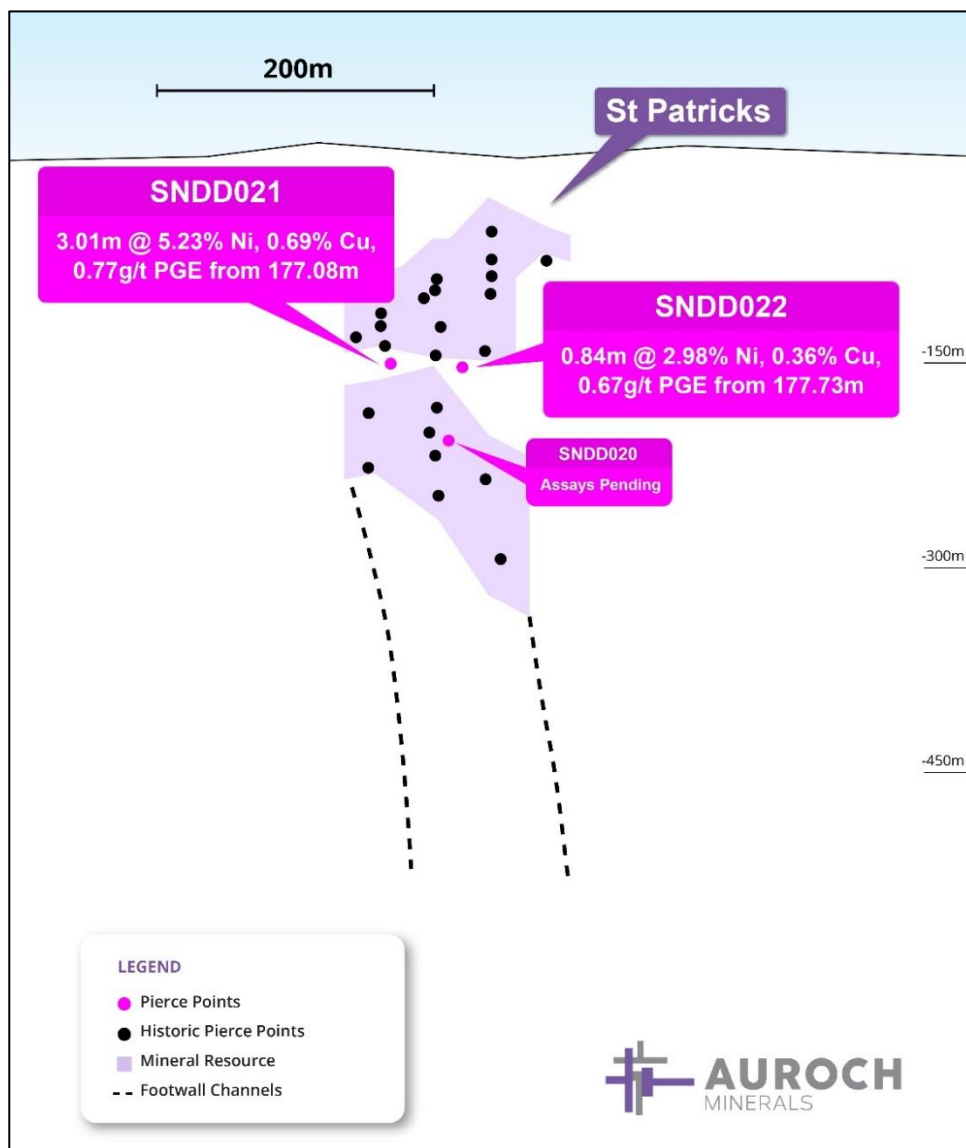 200m
St Patricks
SNDD021
3.01m @ 5.23% Ni, 0.69% Cu,
0.77g/t PGE from 177.08m
SNDD022
0.84m @ 2.98% Ni, 0.36% Cu,
0.67g/t PGE from 177.73m
-150m
SNDD020
Assays Pending
-300m
-450m
LEGEND
Pierce Points
Historic Pierce Points
Mineral Resource
Footwall Channels
AUROCH
MINERALS